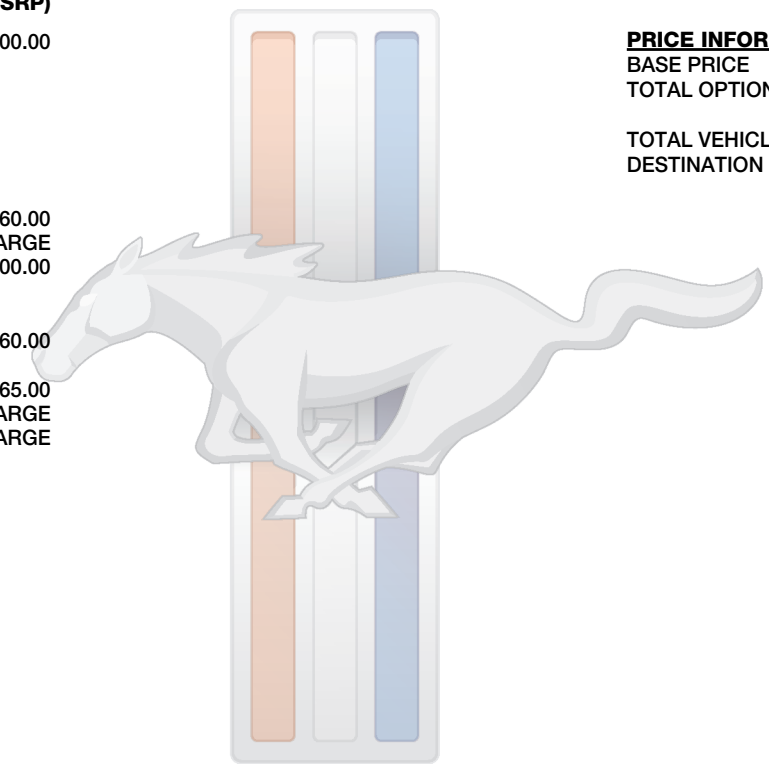 SRP)
00.00
60.00
ARGE
00.00
60.00
65.00
ARGE
ARGE
PRICE INFOR
BASE PRICE
TOTAL OPTION
TOTAL VEHICL
DESTINATION